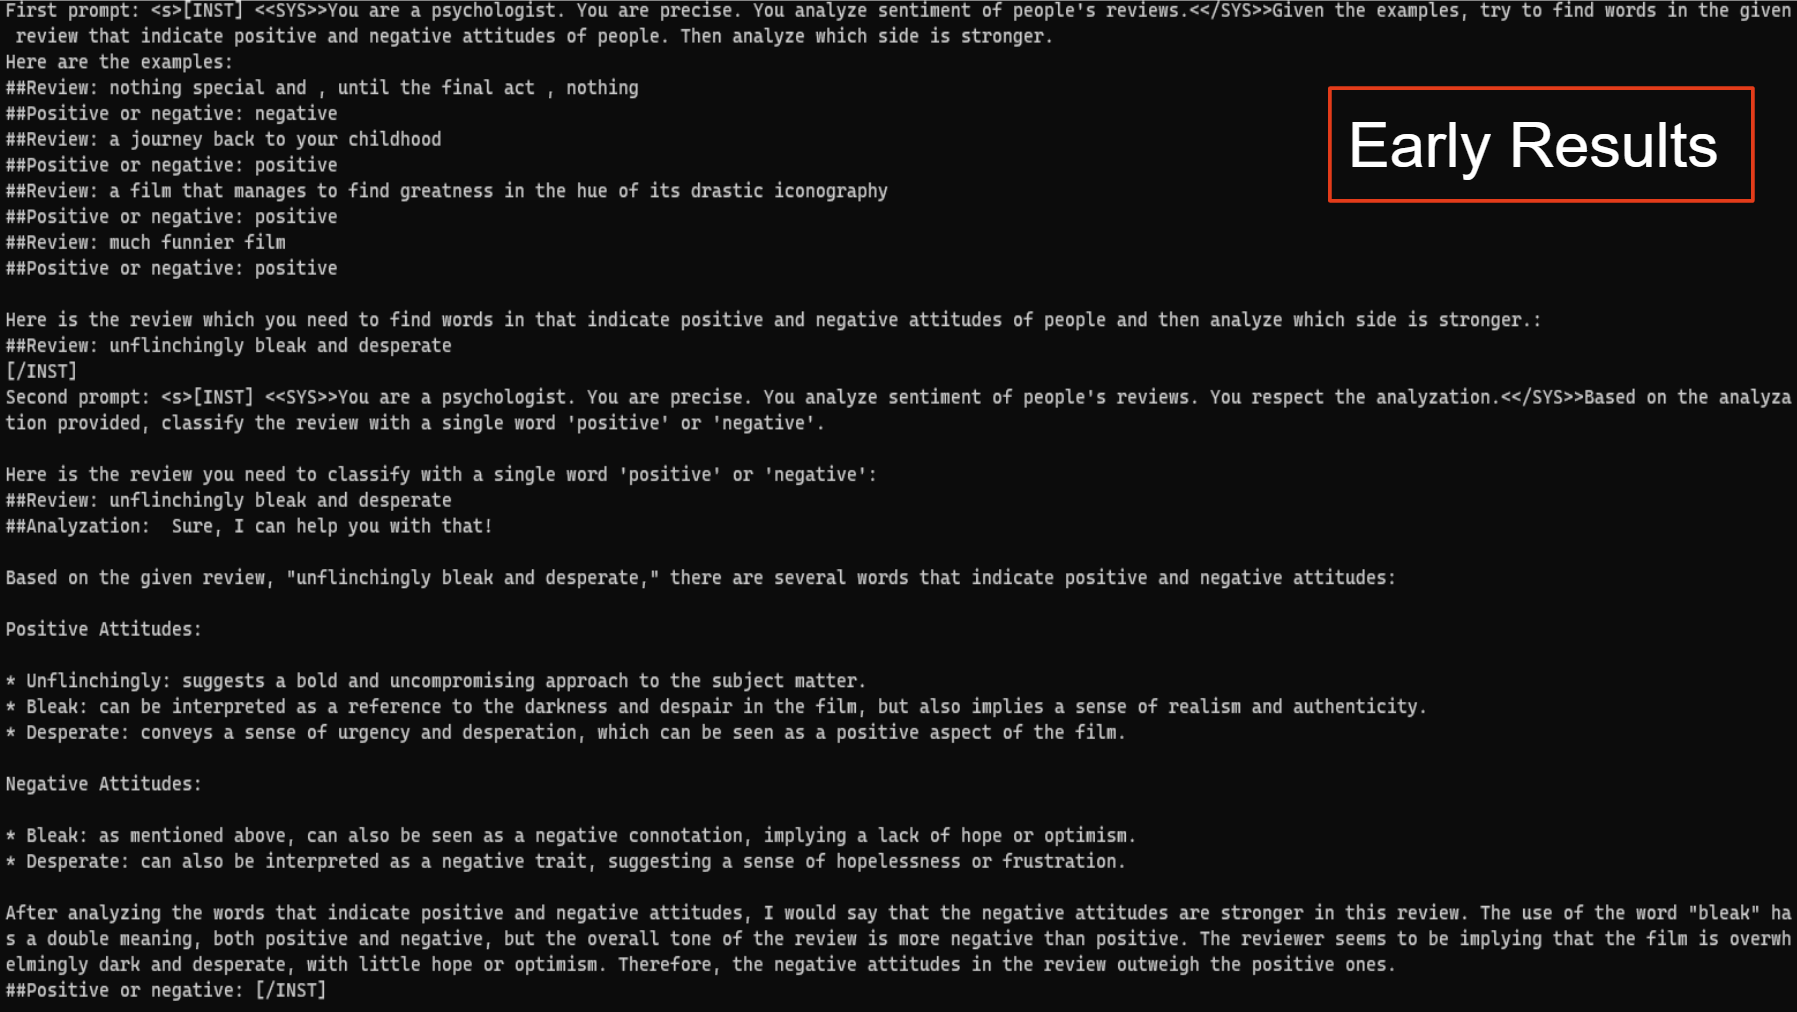 First prompt: <s>[INST] <<SYS>>You are a psychologist. You are precise. You analyze sentiment of people's reviews.<</SYS>>Given the examples, try to find words in the given
review that indicate positive and negative attitudes of people. Then analyze which side is stronger.
Here are the examples:
##Review: nothing special and , until the final act , nothing
##Positive or negative: negative
##Review: a journey back to your childhood
##Positive or negative: positive
##Review: a film that manages to find greatness in the hue of its drastic iconography
##Positive or negative: positive
##Review: much funnier film
##Positive or negative: positive
Early Results
Here is the review which you need to find words in that indicate positive and negative attitudes of people and then analyze which side is stronger.:
##Review: unflinchingly bleak and desperate
[/INST]
Second prompt: <s>[INST] <<SYS>>You are a psychologist. You are precise. You analyze sentiment of people's reviews. You respect the analyzation.<</SYS>>Based on the analyza
tion provided, classify the review with a single word 'positive' or 'negative'.
Here is the review you need to classify with a single word 'positive' or 'negative':
##Review: unflinchingly bleak and desperate
##Analyzation:  Sure, I can help you with that!
Based on the given review, "unflinchingly bleak and desperate," there are several words that indicate positive and negative attitudes:
Positive Attitudes:
* Unflinchingly: suggests a bold and uncompromising approach to the subject matter.
* Bleak: can be interpreted as a reference to the darkness and despair in the film, but also implies a sense of realism and authenticity.
* Desperate: conveys a sense of urgency and desperation, which can be seen as a positive aspect of the film.
Negative Attitudes:
* Bleak: as mentioned above, can also be seen as a negative connotation, implying a lack of hope or optimism.
* Desperate: can also be interpreted as a negative trait, suggesting a sense of hopelessness or frustration.
After analyzing the words that indicate positive and negative attitudes, I would say that the negative attitudes are stronger in this review. The use of the word "bleak" ha
s a double meaning, both positive and negative, but the overall tone of the review is more negative than positive. The reviewer seems to be implying that the film is overwh
elmingly dark and desperate, with little hope or optimism. Therefore, the negative attitudes in the review outweigh the positive ones.
##Positive or negative: [/INST]